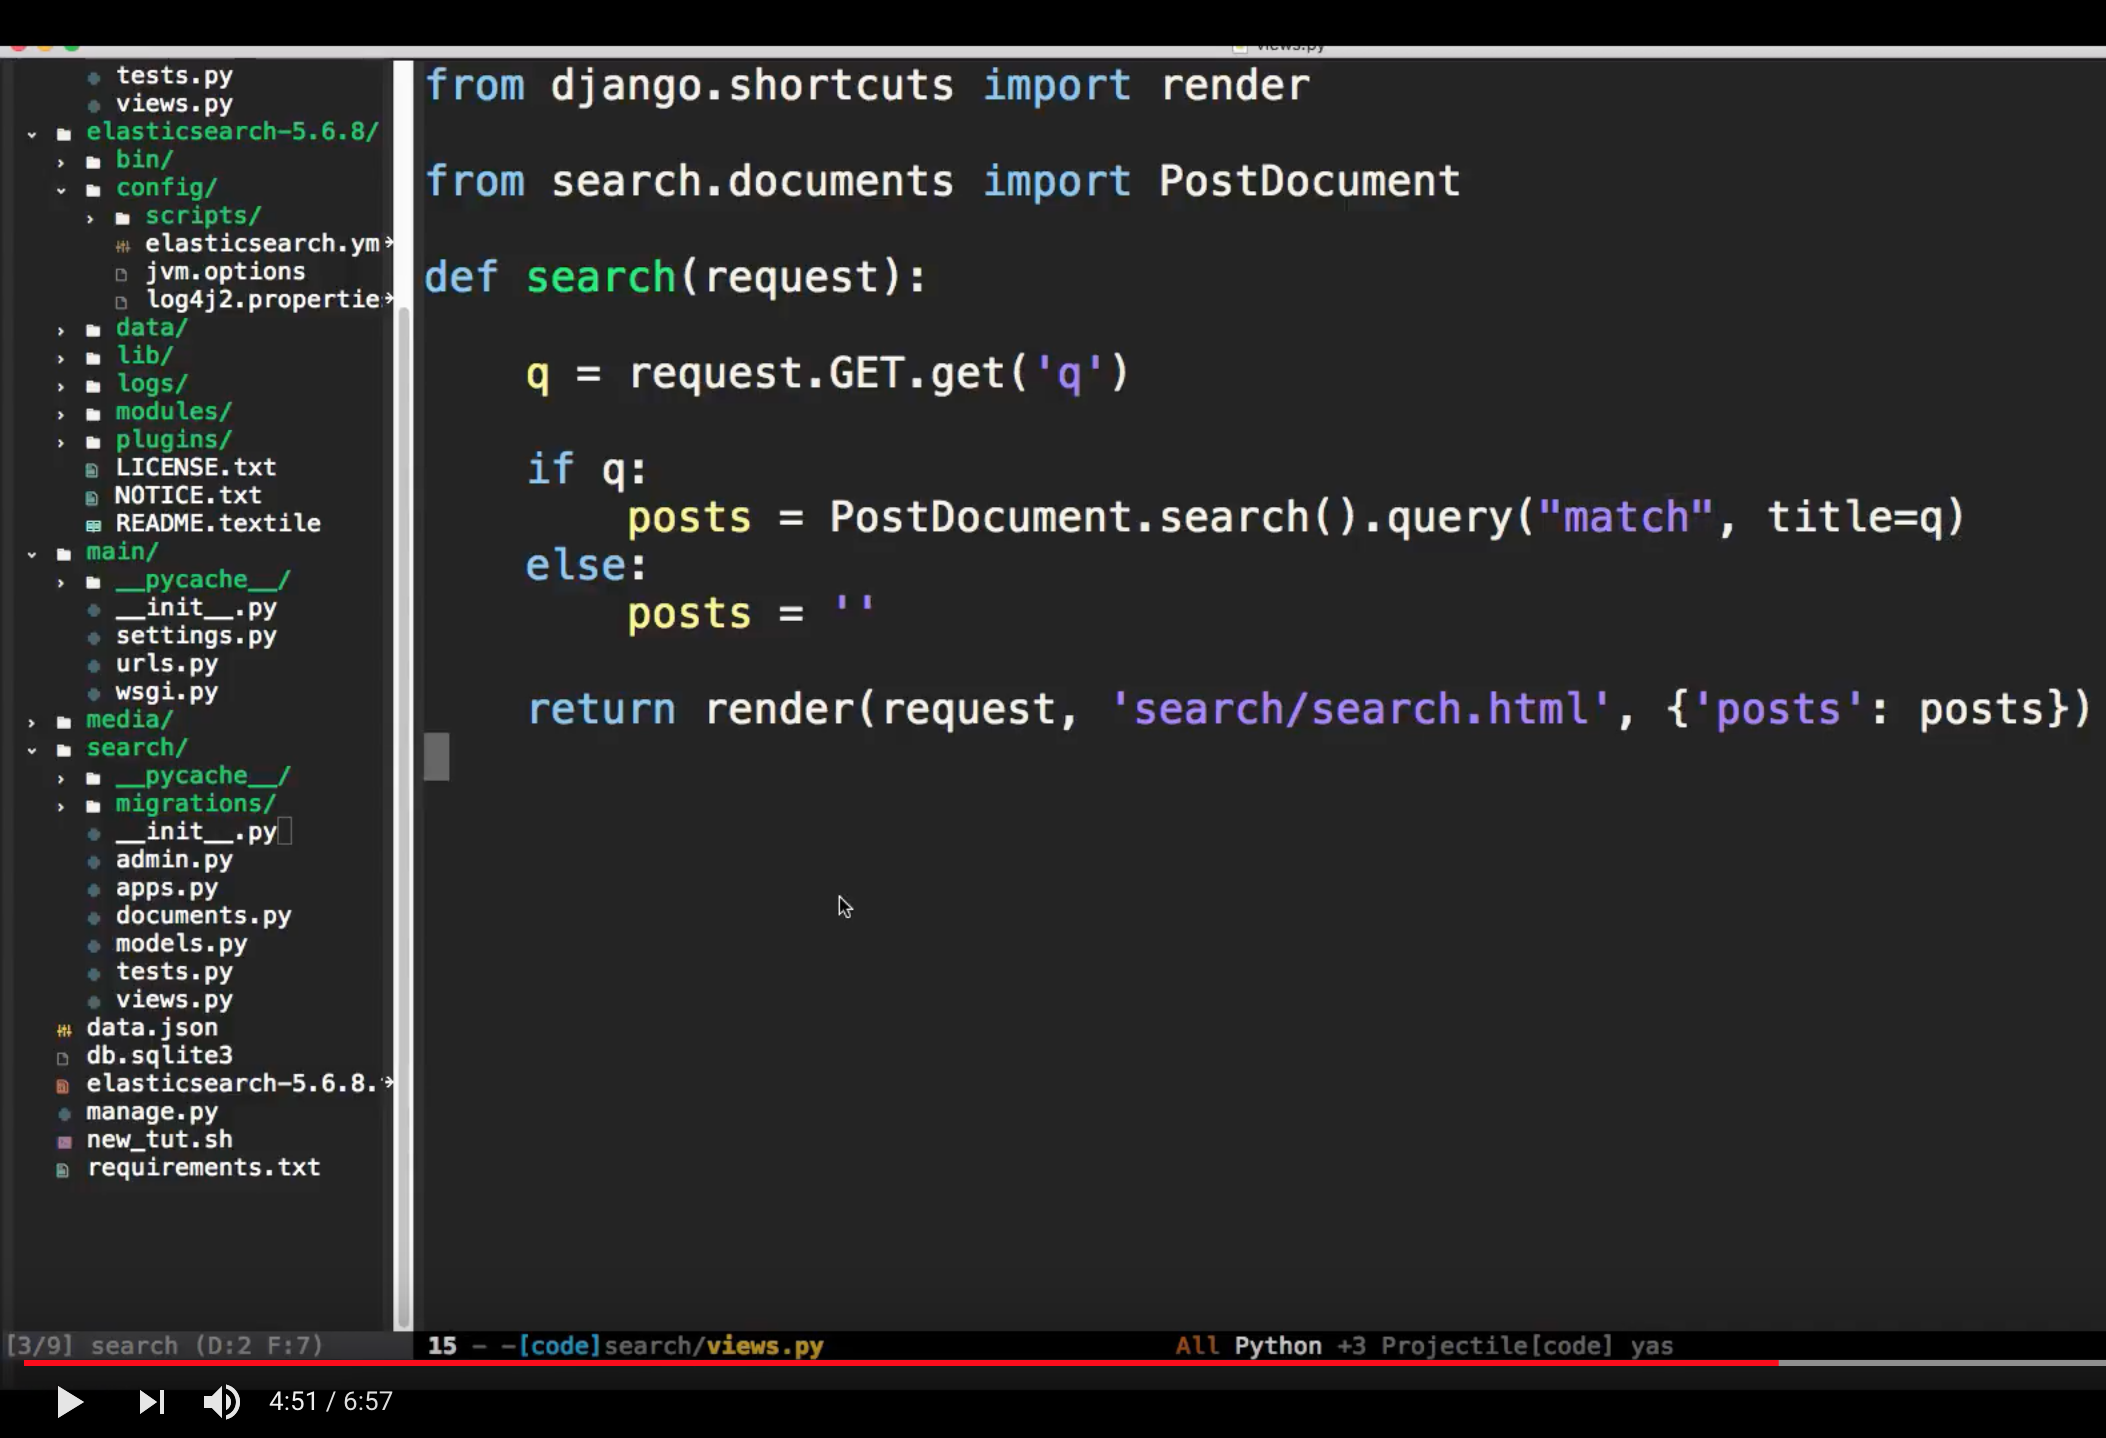 views.py
tests.py
views.py
elasticsearch-5.6.8/
bin/
config/
scripts/
elasticsearch.ym
jvm.options
log4j2.propertie
data/
lib/
logs/
modules/
plugins/
LICENSE.txt
NOTICE.txt
README.textile
main/
__pycache__/
__init__.py
settings.py
urls.py
wsgi.py
media/
search/
__pycache__/
migrations/
__init__.py
admin.py
apps.py
documents.py
models.py
tests.py
views.py
data.json
db.sqlite3
elasticsearch-5.6.8.
manage.py
new_tut.sh
requirements.txt
[3/9] search (D:2 F:7)
from django.shortcuts import render
from search.documents import PostDocument
def search(request):
    q = request.GET.get('q')
    if q:
        posts = PostDocument.search().query("match", title=q)
    else:
        posts = ''
    return render(request, 'search/search.html', {'posts': posts})
15 - -[code]search/views.py All Python +3 Projectile[code] yas
4:51 / 6:57